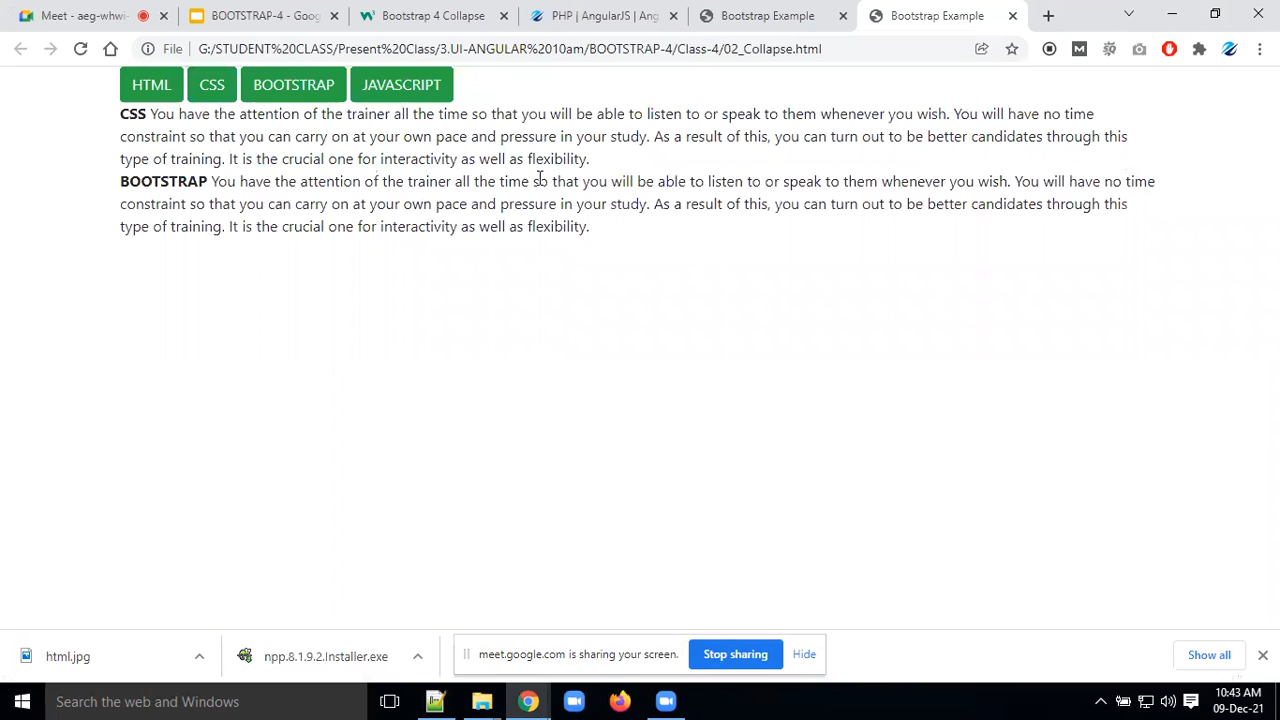 Meet - aeg-whwi-
BOOTSTRAP-4 - Goog
Bootstrap 4 Collapse
PHP | AngularJS | Ang
Bootstrap Example
Bootstrap Example
File
G:/STUDENT%20CLASS/Present%20Class/3.UI-ANGULAR%2010am/BOOTSTRAP-4/Class-4/02_Collapse.html
HTML
CSS
BOOTSTRAP
JAVASCRIPT
CSS You have the attention of the trainer all the time so that you will be able to listen to or speak to them whenever you wish. You will have no time
constraint so that you can carry on at your own pace and pressure in your study. As a result of this, you can turn out to be better candidates through this
type of training. It is the crucial one for interactivity as well as flexibility.
BOOTSTRAP You have the attention of the trainer all the time so that you will be able to listen to or speak to them whenever you wish. You will have no time
constraint so that you can carry on at your own pace and pressure in your study. As a result of this, you can turn out to be better candidates through this
type of training. It is the crucial one for interactivity as well as flexibility.
html.jpg
npp.8.1.9.2.Installer.exe
meet.google.com is sharing your screen.
Stop sharing
Hide
Show all
Search the web and Windows
10:43 AM
09-Dec-21